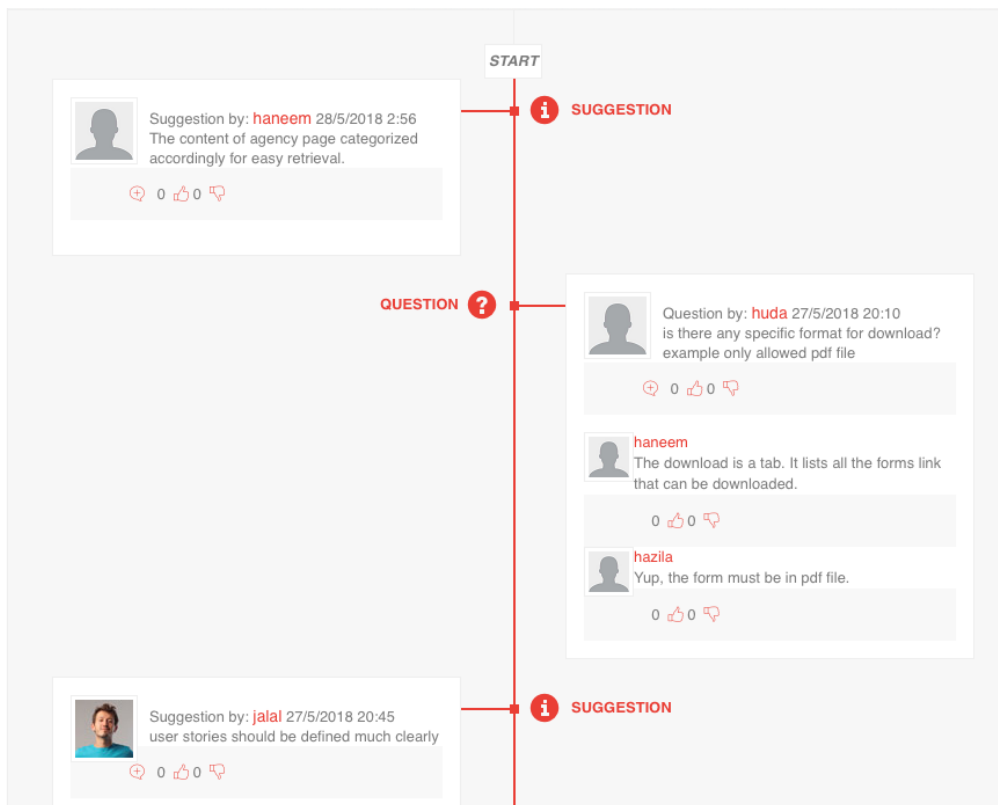 START
SUGGESTION
Suggestion by: haneem 28/5/2018 2:56
The content of agency page categorized
accordingly for easy retrieval.
0 0
QUESTION ?
Question by: huda 27/5/2018 20:10
is there any specific format for download?
example only allowed pdf file
0 0
haneem
The download is a tab. It lists all the forms link
that can be downloaded.
0 0
hazila
Yup, the form must be in pdf file.
0 0
SUGGESTION
Suggestion by: jalal 27/5/2018 20:45
user stories should be defined much clearly
0 0